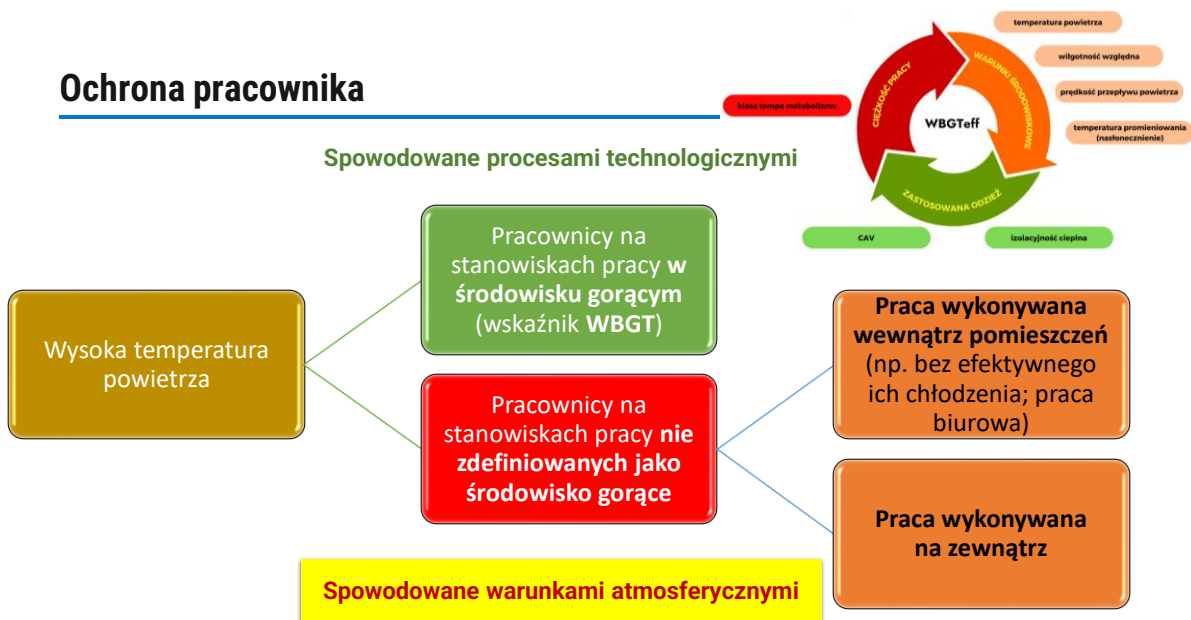 Ochrona pracownika
temperatura powietrza
wilgotność względna
prędkość przepływu powietrza
temperatura promieniowania
(nasłonecznienie)
klasa tempa metabolizmu
CIĘŻKOŚĆ PRACY
WARUNKI ŚRODOWISKOWE
WBGTeff
ZASTOSOWANA ODZIEŻ
CAV
izolacyjność cieplna
Spowodowane procesami technologicznymi
Wysoka temperatura
powietrza
Pracownicy na
stanowiskach pracy w
środowisku gorącym
(wskaźnik WBGT)
Pracownicy na
stanowiskach pracy nie
zdefiniowanych jako
środowisko gorące
Praca wykonywana
wewnątrz pomieszczeń
(np. bez efektywnego
ich chłodzenia; praca
biurowa)
Praca wykonywana
na zewnątrz
Spowodowane warunkami atmosferycznymi